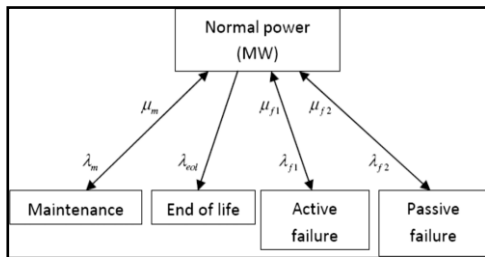 Normal power
(MW)
μm μf1 μf2
λm λeol λf1 λf2
Maintenance
End of life
Active
failure
Passive
failure